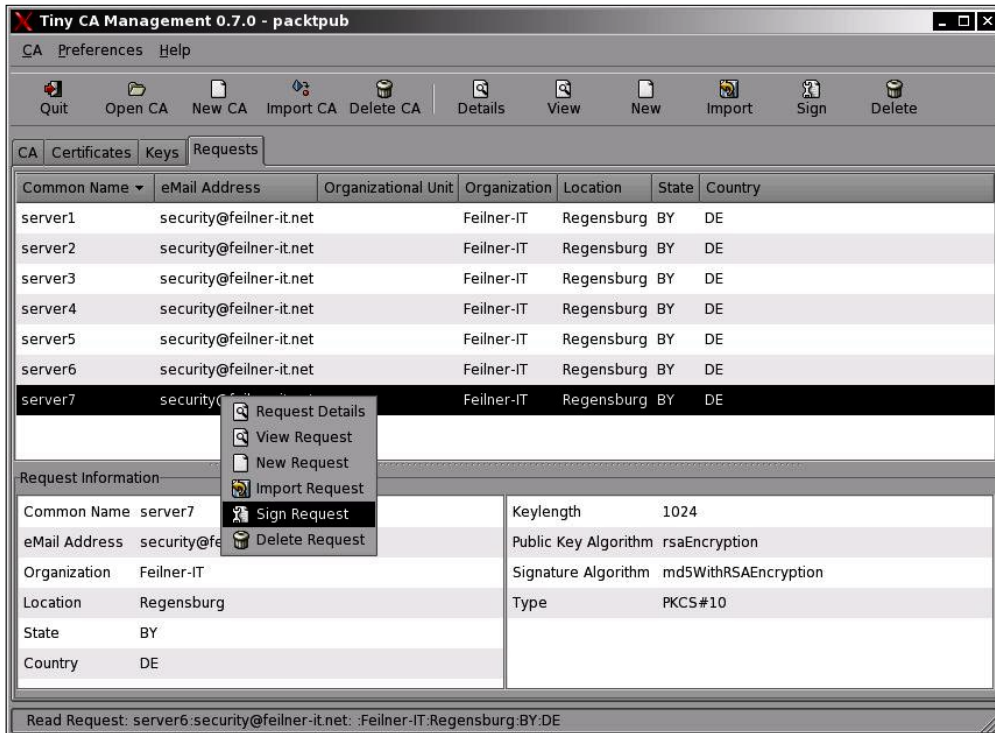 Tiny CA Management 0.7.0 - packtpub
CA Preferences Help
Quit Open CA New CA Import CA Delete CA Details View New Import Sign Delete
CA Certificates Keys Requests
Common Name eMail Address Organizational Unit Organization Location State Country
server1 security@feilner-it.net Feilner-IT Regensburg BY DE
server2 security@feilner-it.net Feilner-IT Regensburg BY DE
server3 security@feilner-it.net Feilner-IT Regensburg BY DE
server4 security@feilner-it.net Feilner-IT Regensburg BY DE
server5 security@feilner-it.net Feilner-IT Regensburg BY DE
server6 security@feilner-it.net Feilner-IT Regensburg BY DE
server7 Feilner-IT Regensburg BY DE
Request Details
View Request
New Request
Import Request
Sign Request
Delete Request
Request Information
Common Name server7
eMail Address security@fe
Organization Feilner-IT
Location Regensburg
State BY
Country DE
Keylength 1024
Public Key Algorithm rsaEncryption
Signature Algorithm md5WithRSAEncryption
Type PKCS#10
Read Request: server6:security@feilner-it.net: :Feilner-IT:Regensburg:BY:DE